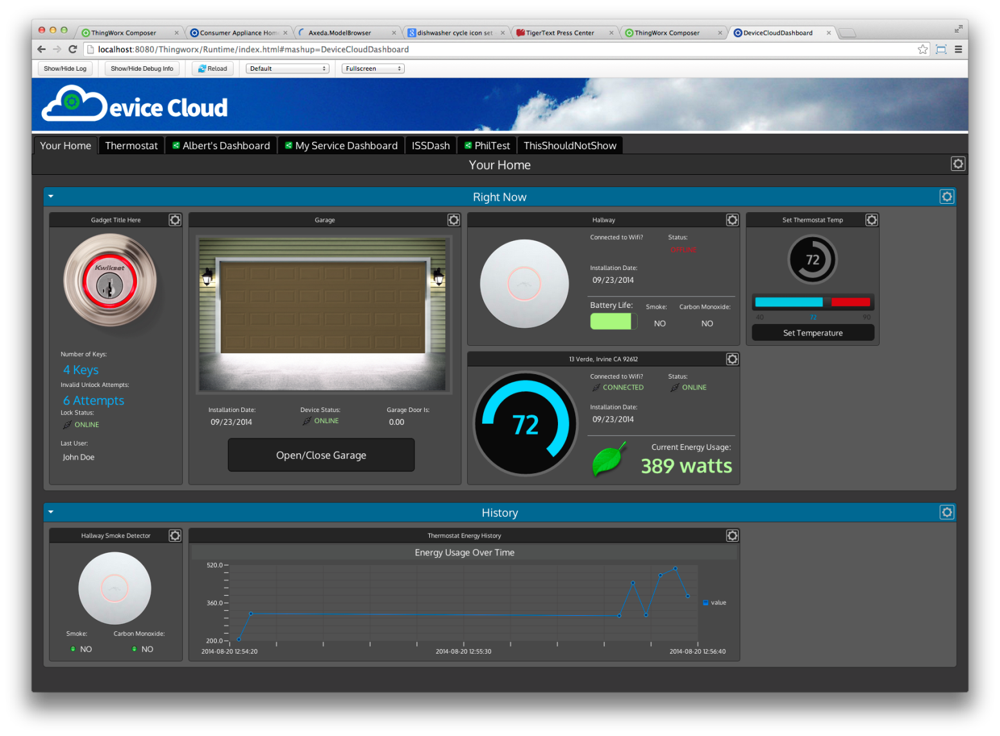 ThingWorx Composer
Consumer Appliance Hom
Axeda.ModelBrowser
dishwasher cycle icon set
TigerText Press Center
ThingWorx Composer
DeviceCloudDashboard
localhost:8080/Thingworx/Runtime/index.html#mashup=DeviceCloudDashboard
Show/Hide Log
Show/Hide Debug Info
Reload
Default
Fullscreen
evice Cloud
Your Home
Thermostat
Albert's Dashboard
My Service Dashboard
ISSDash
PhilTest
ThisShouldNotShow
Your Home
Right Now
Gadget Title Here
Kwikset
Number of Keys:
4 Keys
Invalid Unlock Attempts:
6 Attempts
Lock Status:
ONLINE
Last User:
John Doe
Garage
Installation Date:
09/23/2014
Device Status:
ONLINE
Garage Door Is:
0.00
Open/Close Garage
Hallway
Connected to Wifi?
Status:
OFFLINE
Installation Date:
09/23/2014
Battery Life:
Smoke:
NO
Carbon Monoxide:
NO
Set Thermostat Temp
72
40
72
90
Set Temperature
13 Verde, Irvine CA 92612
72
Connected to Wifi?
CONNECTED
Status:
ONLINE
Installation Date:
09/23/2014
Current Energy Usage:
389 watts
History
Hallway Smoke Detector
Smoke:
NO
Carbon Monoxide:
NO
Thermostat Energy History
Energy Usage Over Time
520.0
360.0
200.0
2014-08-20 12:54:20
2014-08-20 12:55:30
2014-08-20 12:56:40
value